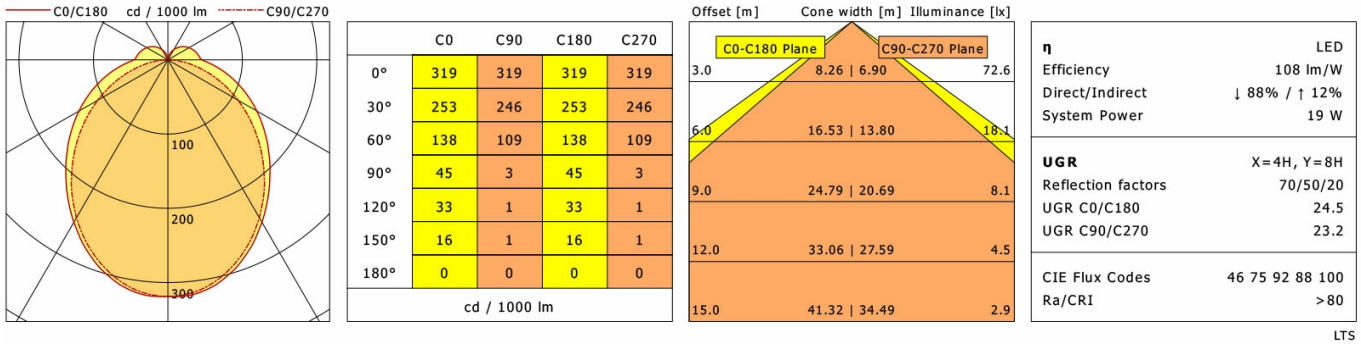 C0/C180 cd / 1000 lm C90/C270
100
200
300
C0 C90 C180 C270
0° 319 319 319 319
30° 253 246 253 246
60° 138 109 138 109
90° 45 3 45 3
120° 33 1 33 1
150° 16 1 16 1
180° 0 0 0 0
cd / 1000 lm
Offset [m] Cone width [m] Illuminance [lx]
C0-C180 Plane C90-C270 Plane
3.0 8.26 | 6.90 72.6
6.0 16.53 | 13.80 18.1
9.0 24.79 | 20.69 8.1
12.0 33.06 | 27.59 4.5
15.0 41.32 | 34.49 2.9
η LED
Efficiency 108 lm/W
Direct/Indirect ↓ 88% / ↑ 12%
System Power 19 W
UGR X=4H, Y=8H
Reflection factors 70/50/20
UGR C0/C180 24.5
UGR C90/C270 23.2
CIE Flux Codes 46 75 92 88 100
Ra/CRI >80
LTS